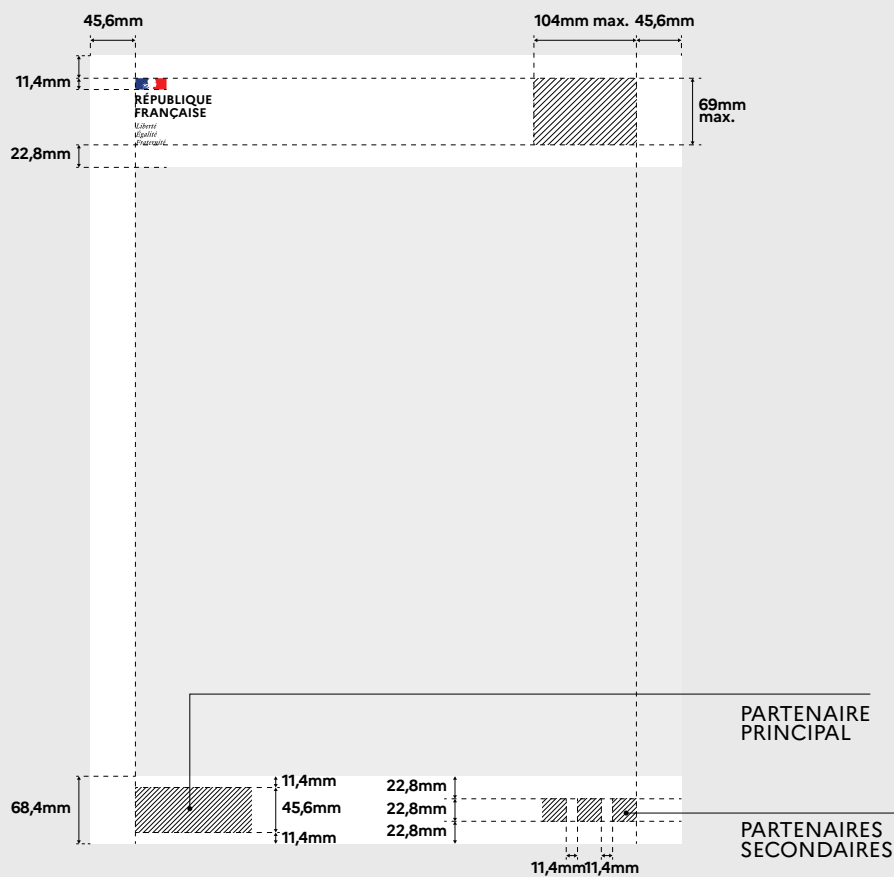 45,6mm
104mm max.
45,6mm
11,4mm
RÉPUBLIQUE
FRANÇAISE
Liberté
Égalité
Fraternité
69mm
max.
22,8mm
PARTENAIRE
PRINCIPAL
68,4mm
11,4mm
45,6mm
11,4mm
22,8mm
22,8mm
22,8mm
PARTENAIRES
SECONDAIRES
11,4mm
11,4mm